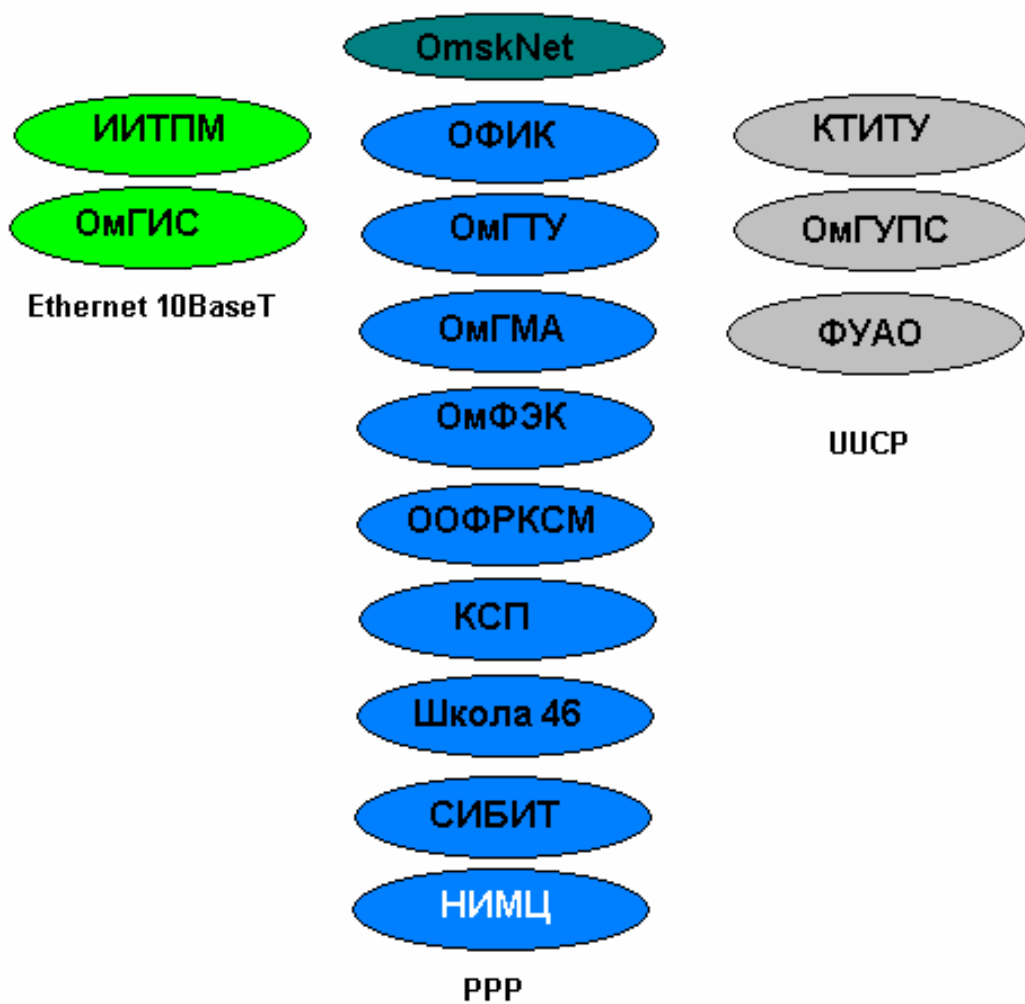 OmskNet
ИИТПМ
ОмГИС
Ethernet 10BaseT
ОФИК
ОмГТУ
ОмГМА
ОмФЭК
ООФРКСМ
КСП
Школа 46
СИБИТ
НИМЦ
PPP
КТИТУ
ОмГУПС
ФУАО
UUCP